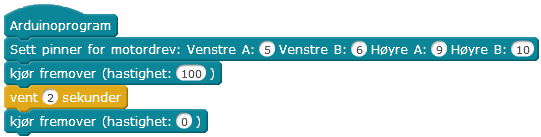 Arduinoprogram
Sett pinner for motordrev: Venstre A: 5 Venstre B: 6 Høyre A: 9 Høyre B: 10
kjør fremover (hastighet: 100 )
vent 2 sekunder
kjør fremover (hastighet: 0 )